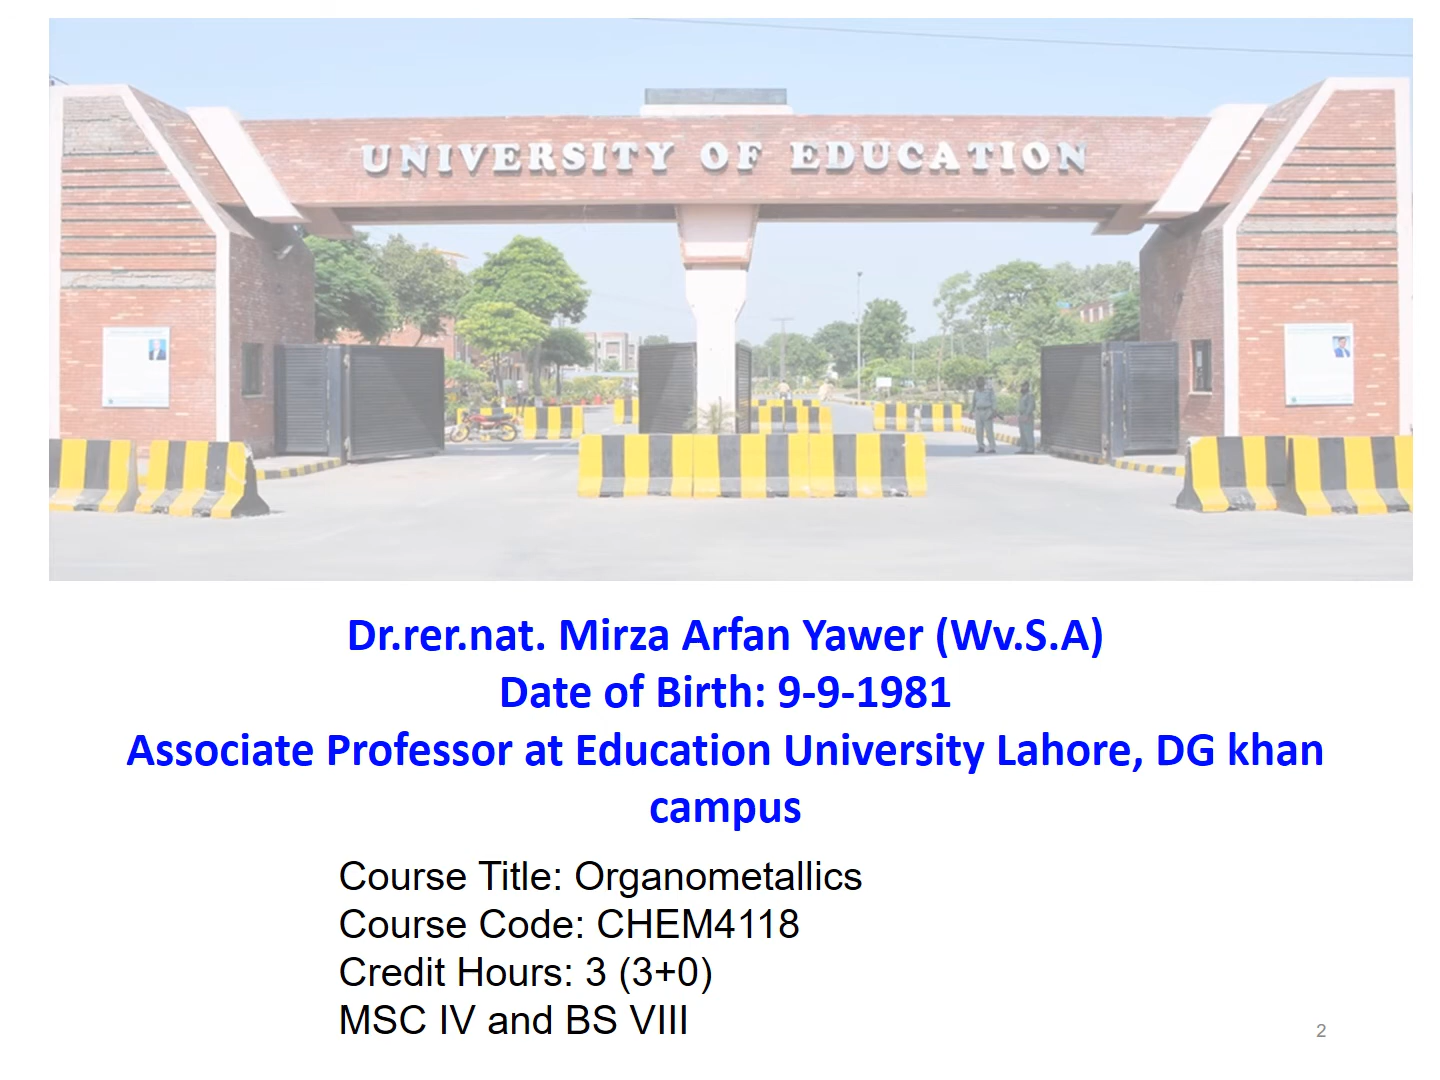 UNIVERSITY OF EDUCATION
Dr.rer.nat. Mirza Arfan Yawer (Wv.S.A)
Date of Birth: 9-9-1981
Associate Professor at Education University Lahore, DG khan
campus
Course Title: Organometallics
Course Code: CHEM4118
Credit Hours: 3 (3+0)
MSC IV and BS VIII
2